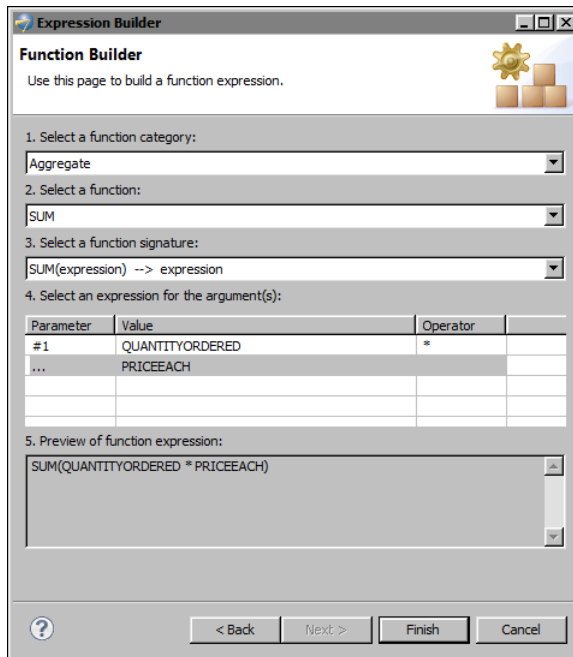 Expression Builder
Function Builder
Use this page to build a function expression.
1. Select a function category:
Aggregate
2. Select a function:
SUM
3. Select a function signature:
SUM(expression) --> expression
4. Select an expression for the argument(s):
Parameter Value Operator
#1 QUANTITYORDERED *
... PRICEEACH
5. Preview of function expression:
SUM(QUANTITYORDERED * PRICEEACH)
? < Back Next > Finish Cancel